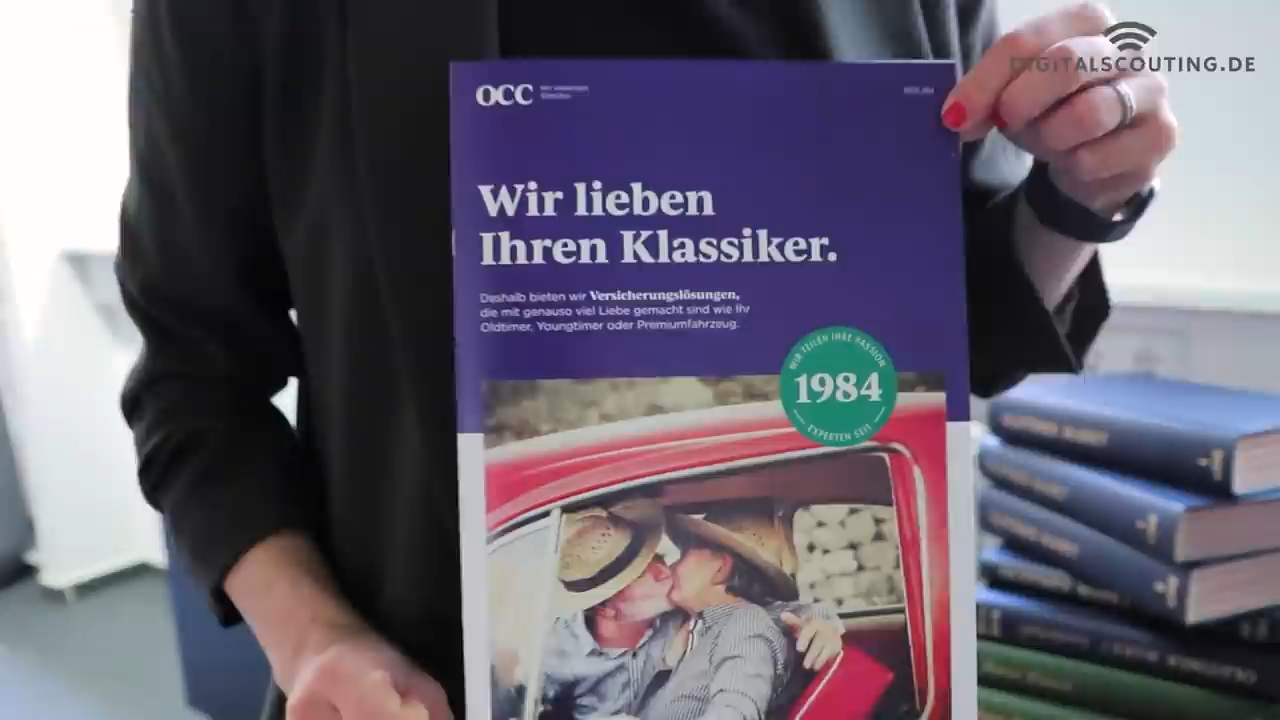 DIGITALSCOUTING.DE
OCC
Wir lieben
Ihren Klassiker.
Deshalb bieten wir Versicherungslösungen,
die mit genauso viel Liebe gemacht sind wie Ihr
Oldtimer, Youngtimer oder Premiumfahrzeug.
WIR TEILEN IHRE PASSION
1984
EXPERTEN SEIT